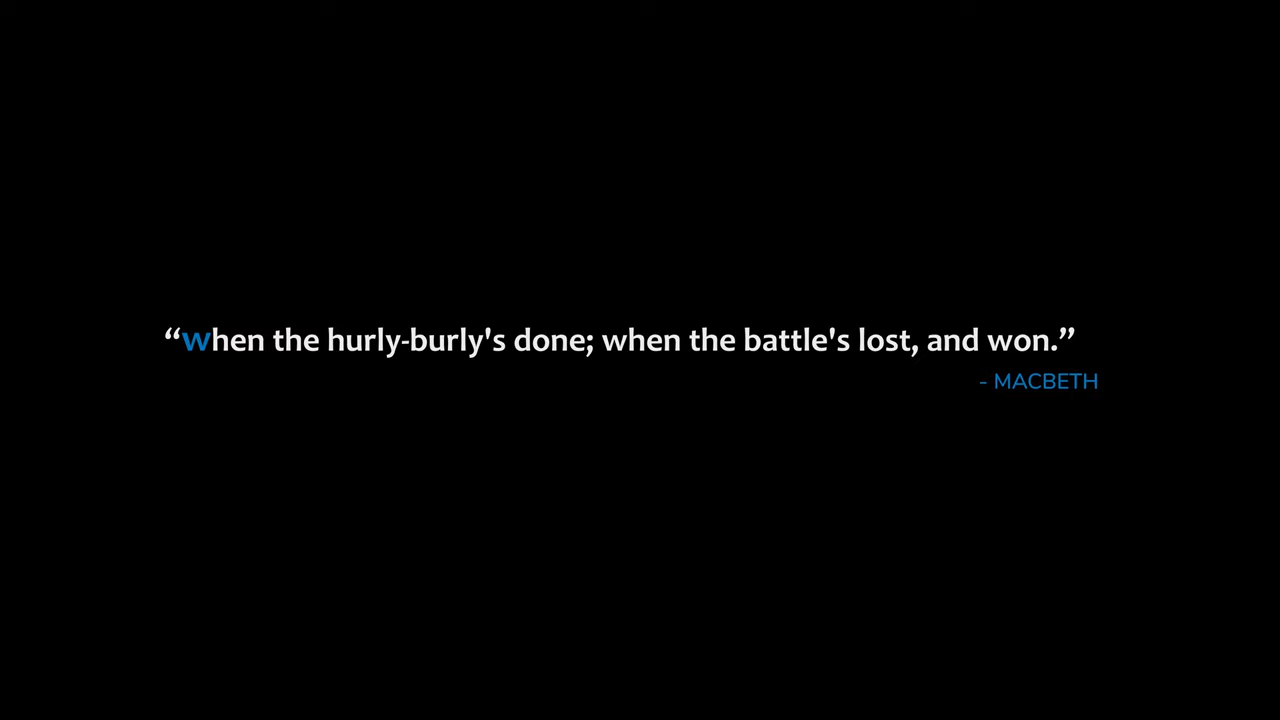 “when the hurly-burly's done; when the battle's lost, and won.”
- MACBETH